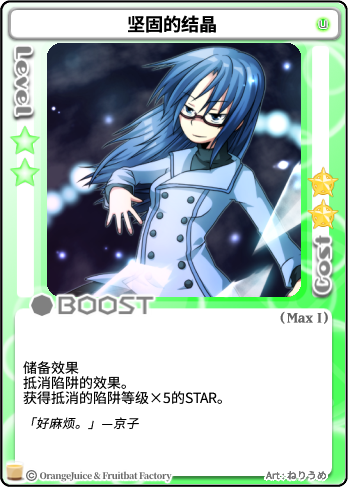 坚固的结晶
U
Level
Cost
BOOST
(Max 1)
储备效果
抵消陷阱的效果。
获得抵消的陷阱等级×5的STAR。
「好麻烦。」—京子
© OrangeJuice & Fruitbat Factory
Art : ねりうめ